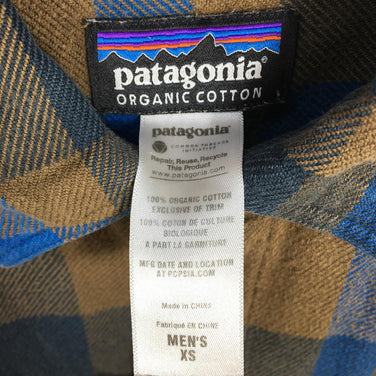 patagonia®
ORGANIC COTTON
patagonia®
COMMON THREADS
INITIATIVE
Repair, Reuse, Recycle
This Product
www.patagonia.com
100% ORGANIC COTTON
EXCLUSIVE OF TRIM
100% COTON DE CULTURE
BIOLOGIQUE
A PART LA GARNITURE
MFG DATE AND LOCATION
AT PCPSIA.COM
Made in CHINA
Fabriqué EN CHINE
MEN'S
XS